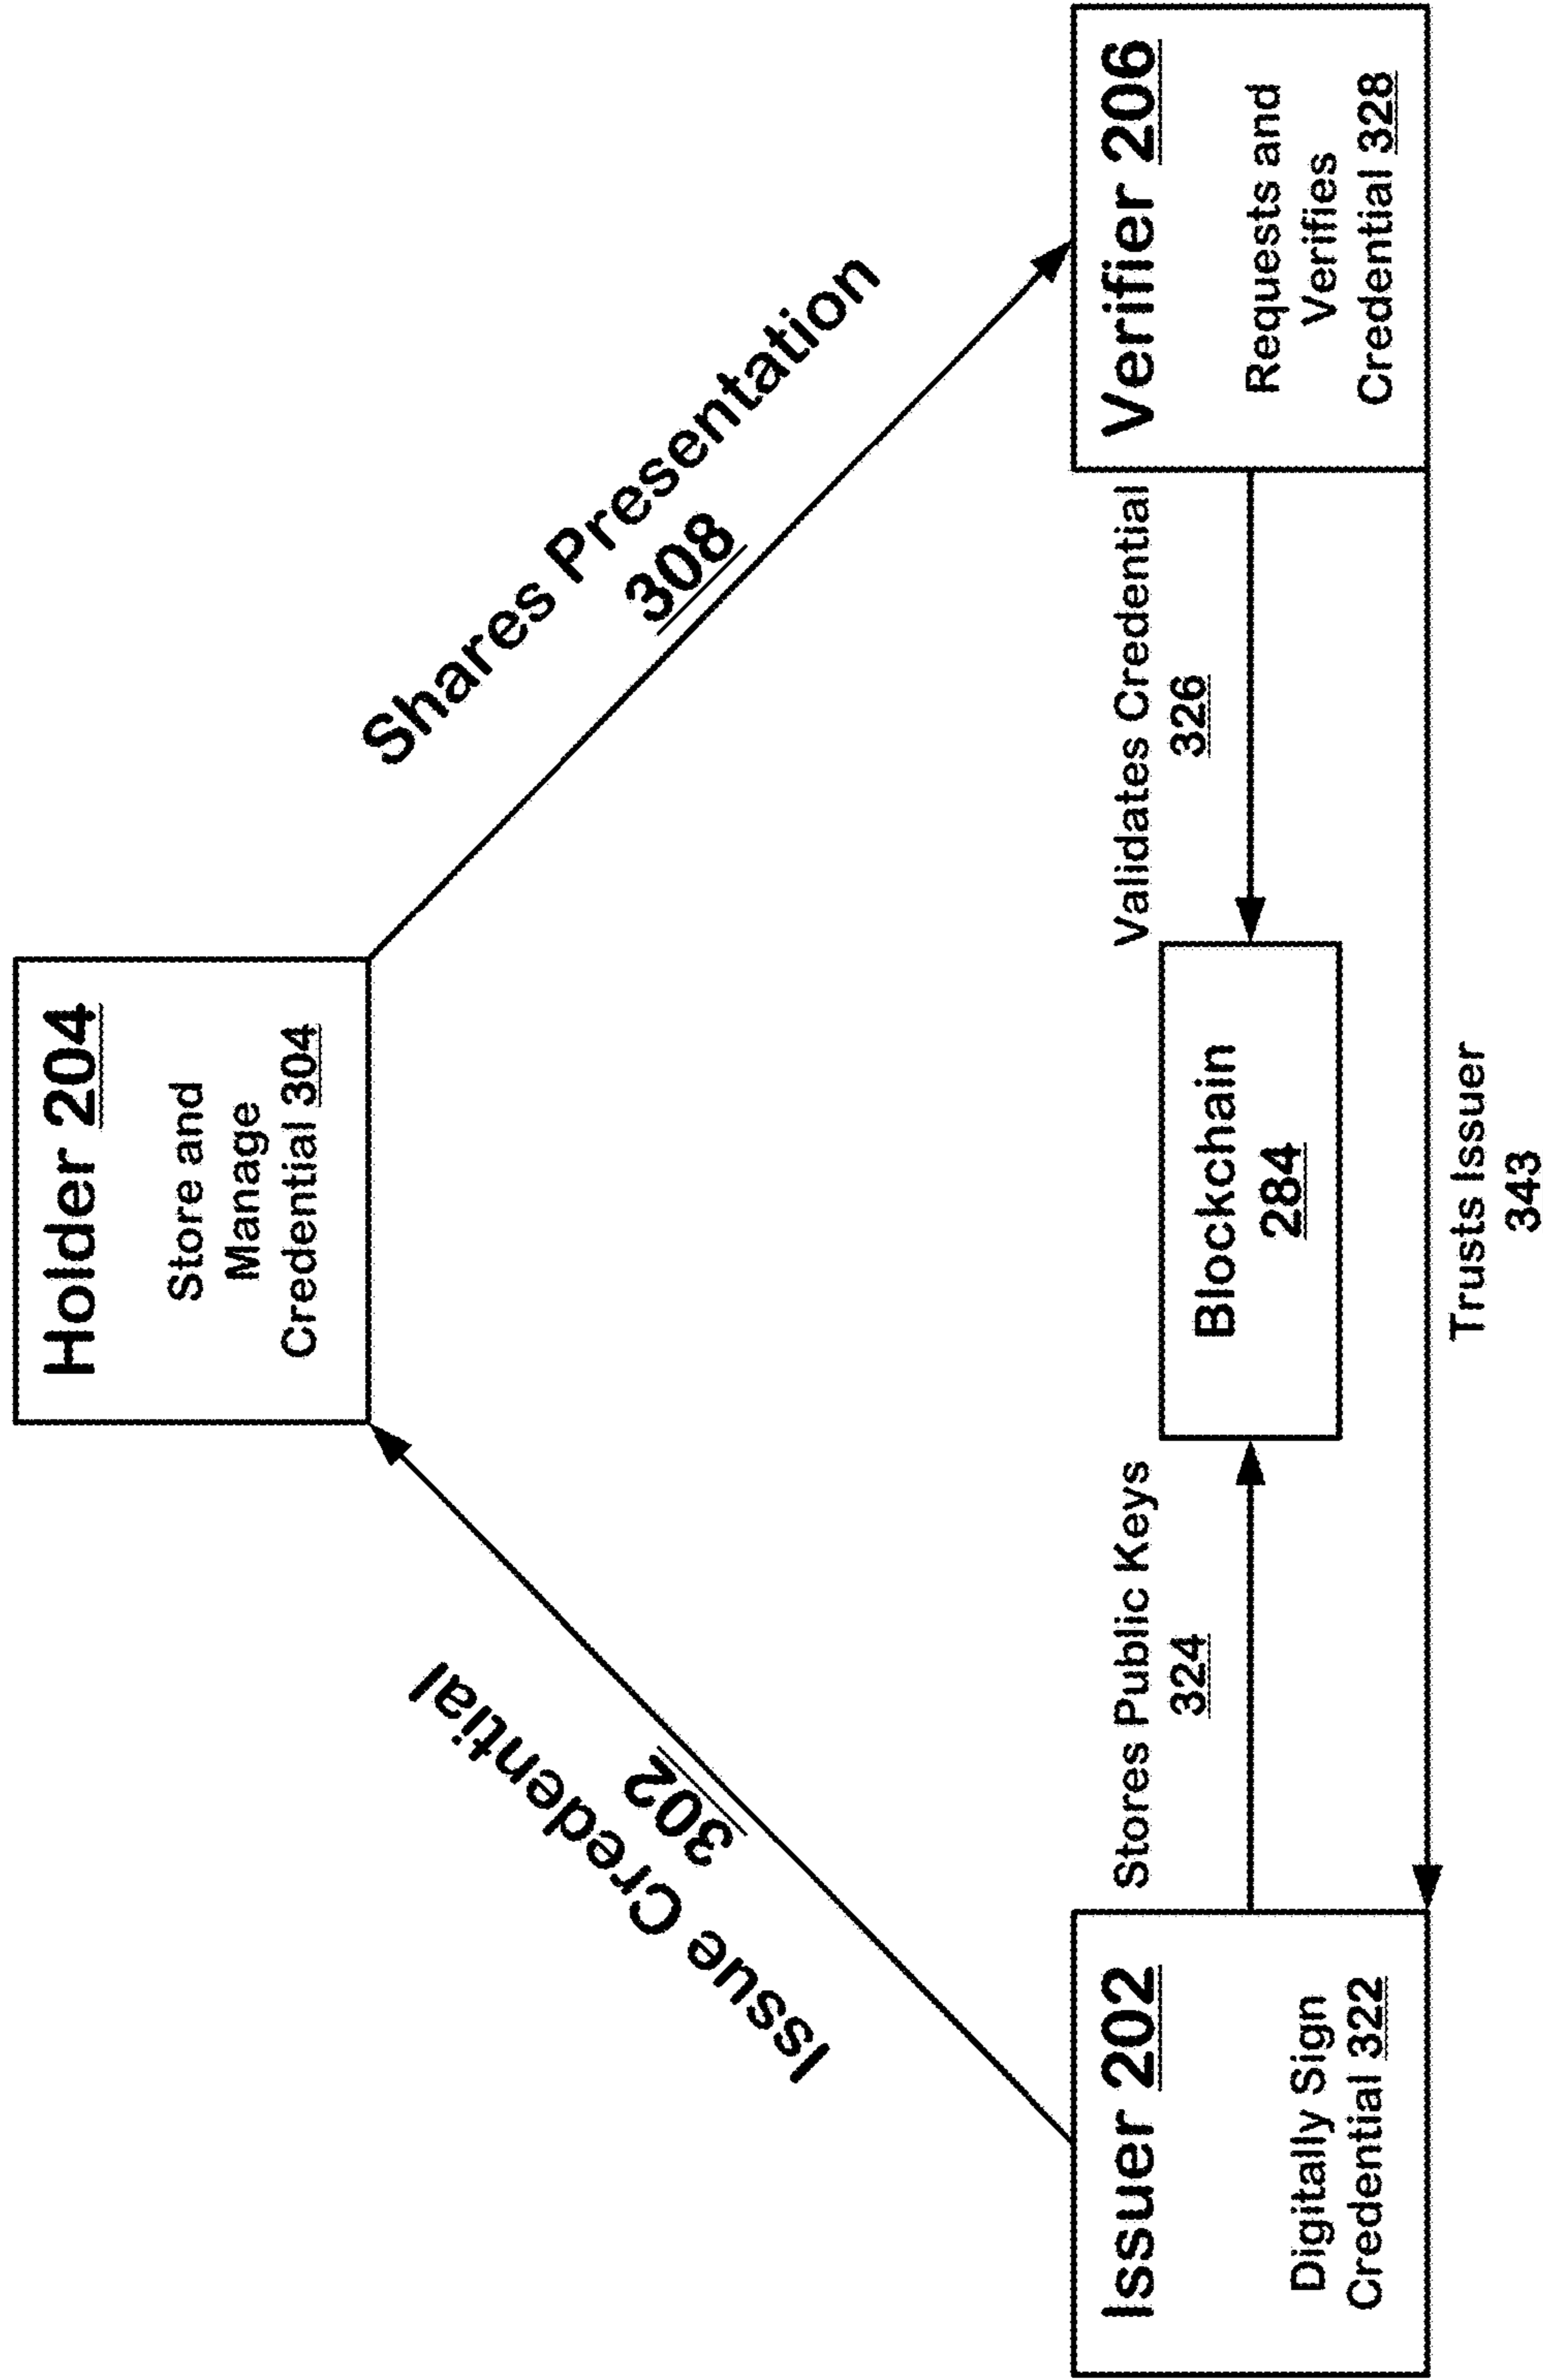 Holder 204
Store and
Manage
Credential 304
Issue Credential
302
Shares Presentation
308
Issuer 202
Digitally Sign
Credential 322
Stores Public Keys
324
Blockchain
284
Validates Credential
326
Verifier 206
Requests and
Verifies
Credential 328
Trusts Issuer
343